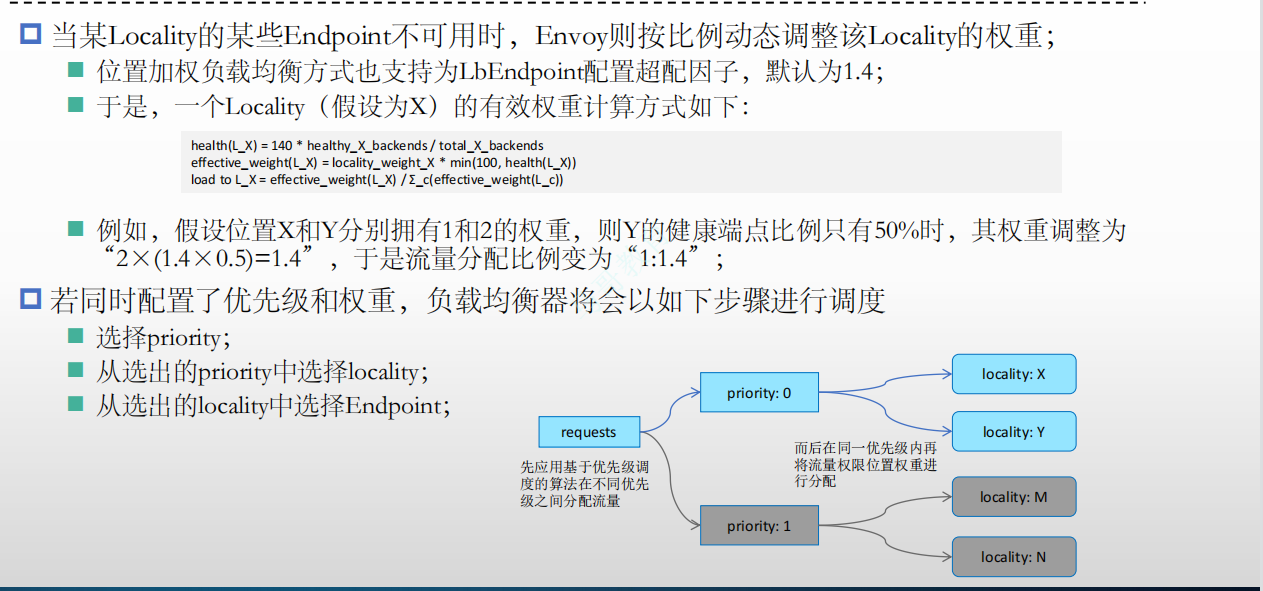 当某Locality的某些Endpoint不可用时，Envoy则按比例动态调整该Locality的权重；
位置加权负载均衡方式也支持为LbEndpoint配置超配因子，默认为1.4；
于是，一个Locality（假设为X）的有效权重计算方式如下：
health(L_X) = 140 * healthy_X_backends / total_X_backends
effective_weight(L_X) = locality_weight_X * min(100, health(L_X))
load to L_X = effective_weight(L_X) / Σ_c(effective_weight(L_c))
例如，假设位置X和Y分别拥有1和2的权重，则Y的健康端点比例只有50%时，其权重调整为
“2×(1.4×0.5)=1.4”，于是流量分配比例变为“1:1.4”；
若同时配置了优先级和权重，负载均衡器将会以如下步骤进行调度
选择priority；
从选出的priority中选择locality；
从选出的locality中选择Endpoint；
requests
先应用基于优先级调
度的算法在不同优先
级之间分配流量
priority: 0
priority: 1
而后在同一优先级内再
将流量权限位置权重进
行分配
locality: X
locality: Y
locality: M
locality: N